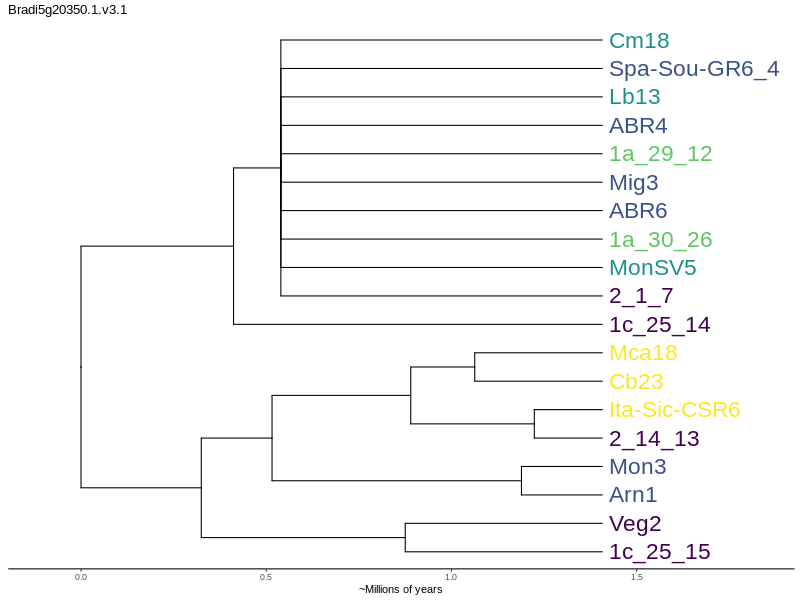 Bradi5g20350.1.v3.1
Cm18
Spa-Sou-GR6_4
Lb13
ABR4
1a_29_12
Mig3
ABR6
1a_30_26
MonSV5
2_1_7
1c_25_14
Mca18
Cb23
Ita-Sic-CSR6
2_14_13
Mon3
Arn1
Veg2
1c_25_15
0.0 0.5 1.0 1.5
~Millions of years